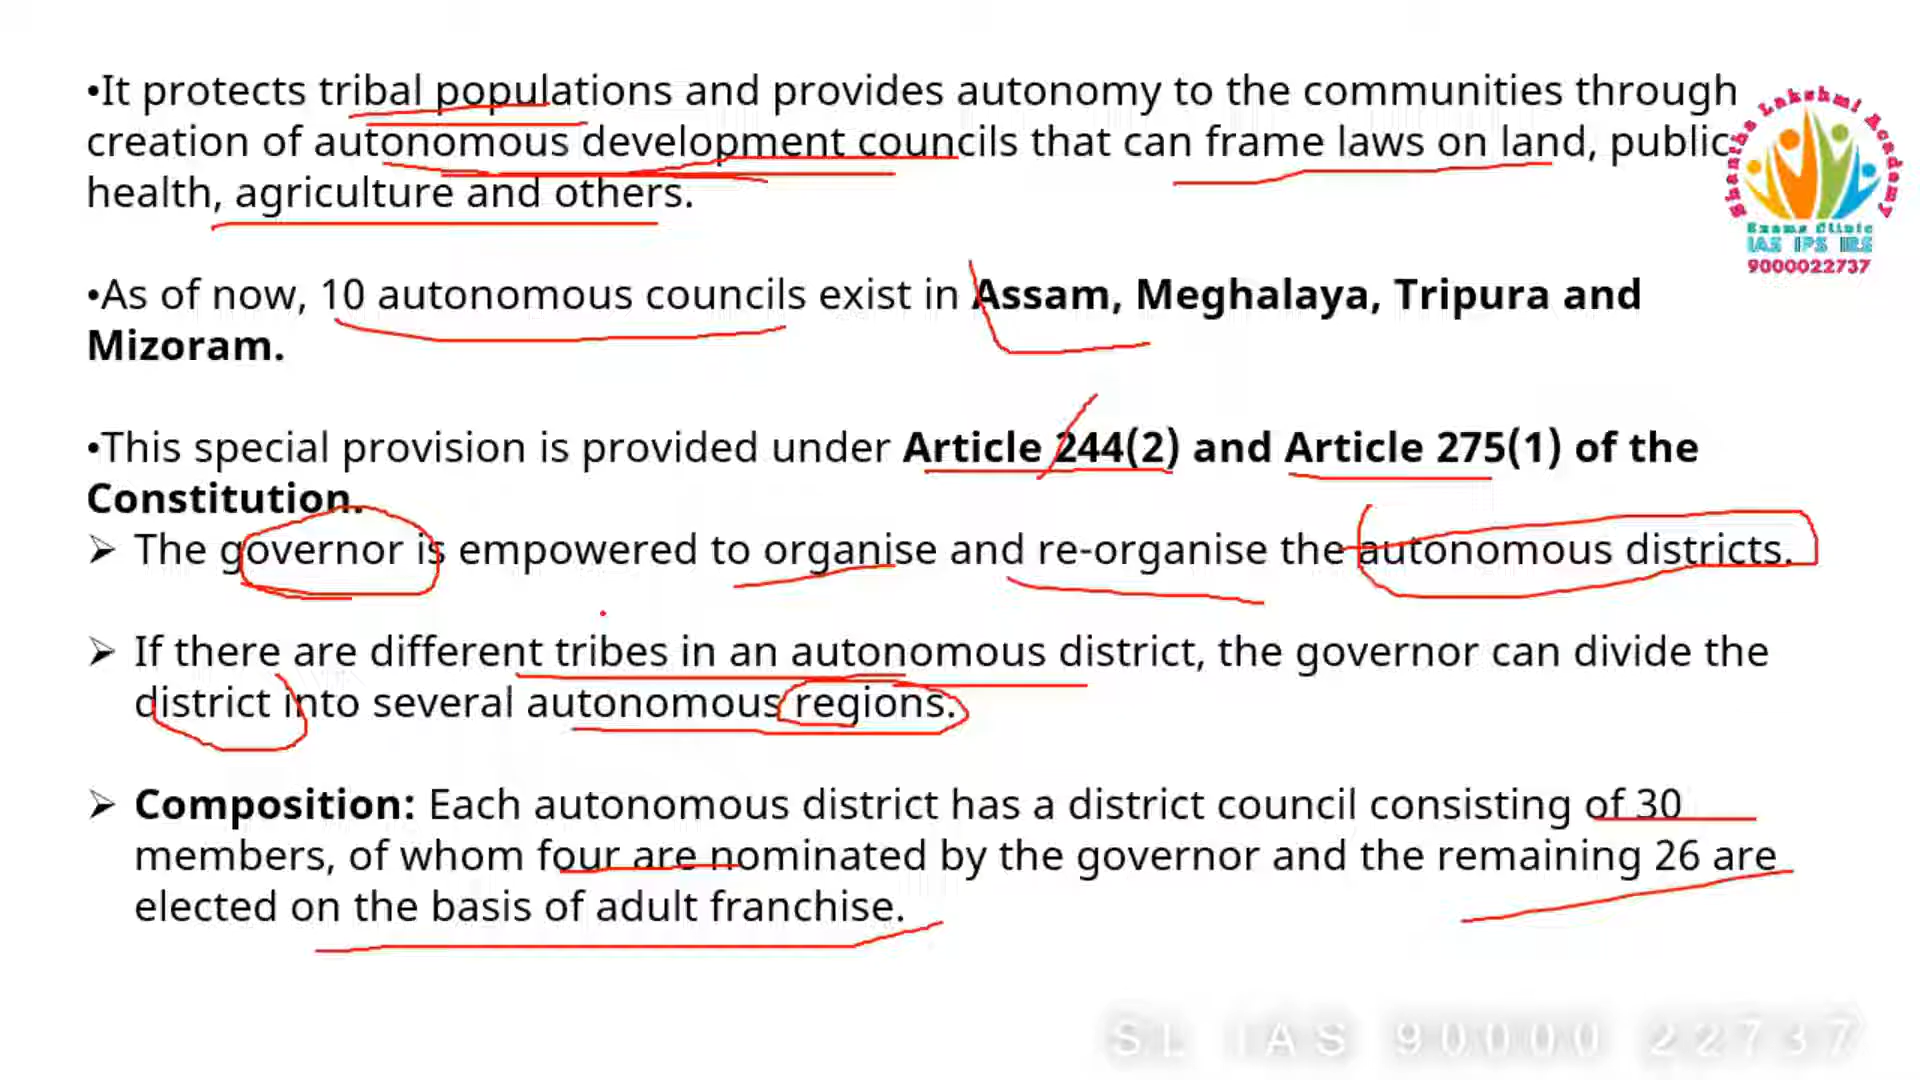 •It protects tribal populations and provides autonomy to the communities through
creation of autonomous development councils that can frame laws on land, public
health, agriculture and others.
Shantha Lakshmi Academy
Exams Clinic
IAS IPS IRS
9000022737
•As of now, 10 autonomous councils exist in Assam, Meghalaya, Tripura and
Mizoram.
•This special provision is provided under Article 244(2) and Article 275(1) of the
Constitution.
➢ The governor is empowered to organise and re-organise the autonomous districts.
➢ If there are different tribes in an autonomous district, the governor can divide the
district into several autonomous regions.
➢ Composition: Each autonomous district has a district council consisting of 30
members, of whom four are nominated by the governor and the remaining 26 are
elected on the basis of adult franchise.
SL IAS 90000 22737